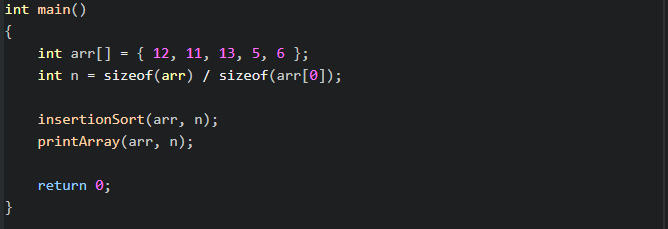 int main()
{
    int arr[] = { 12, 11, 13, 5, 6 };
    int n = sizeof(arr) / sizeof(arr[0]);

    insertionSort(arr, n);
    printArray(arr, n);

    return 0;
}